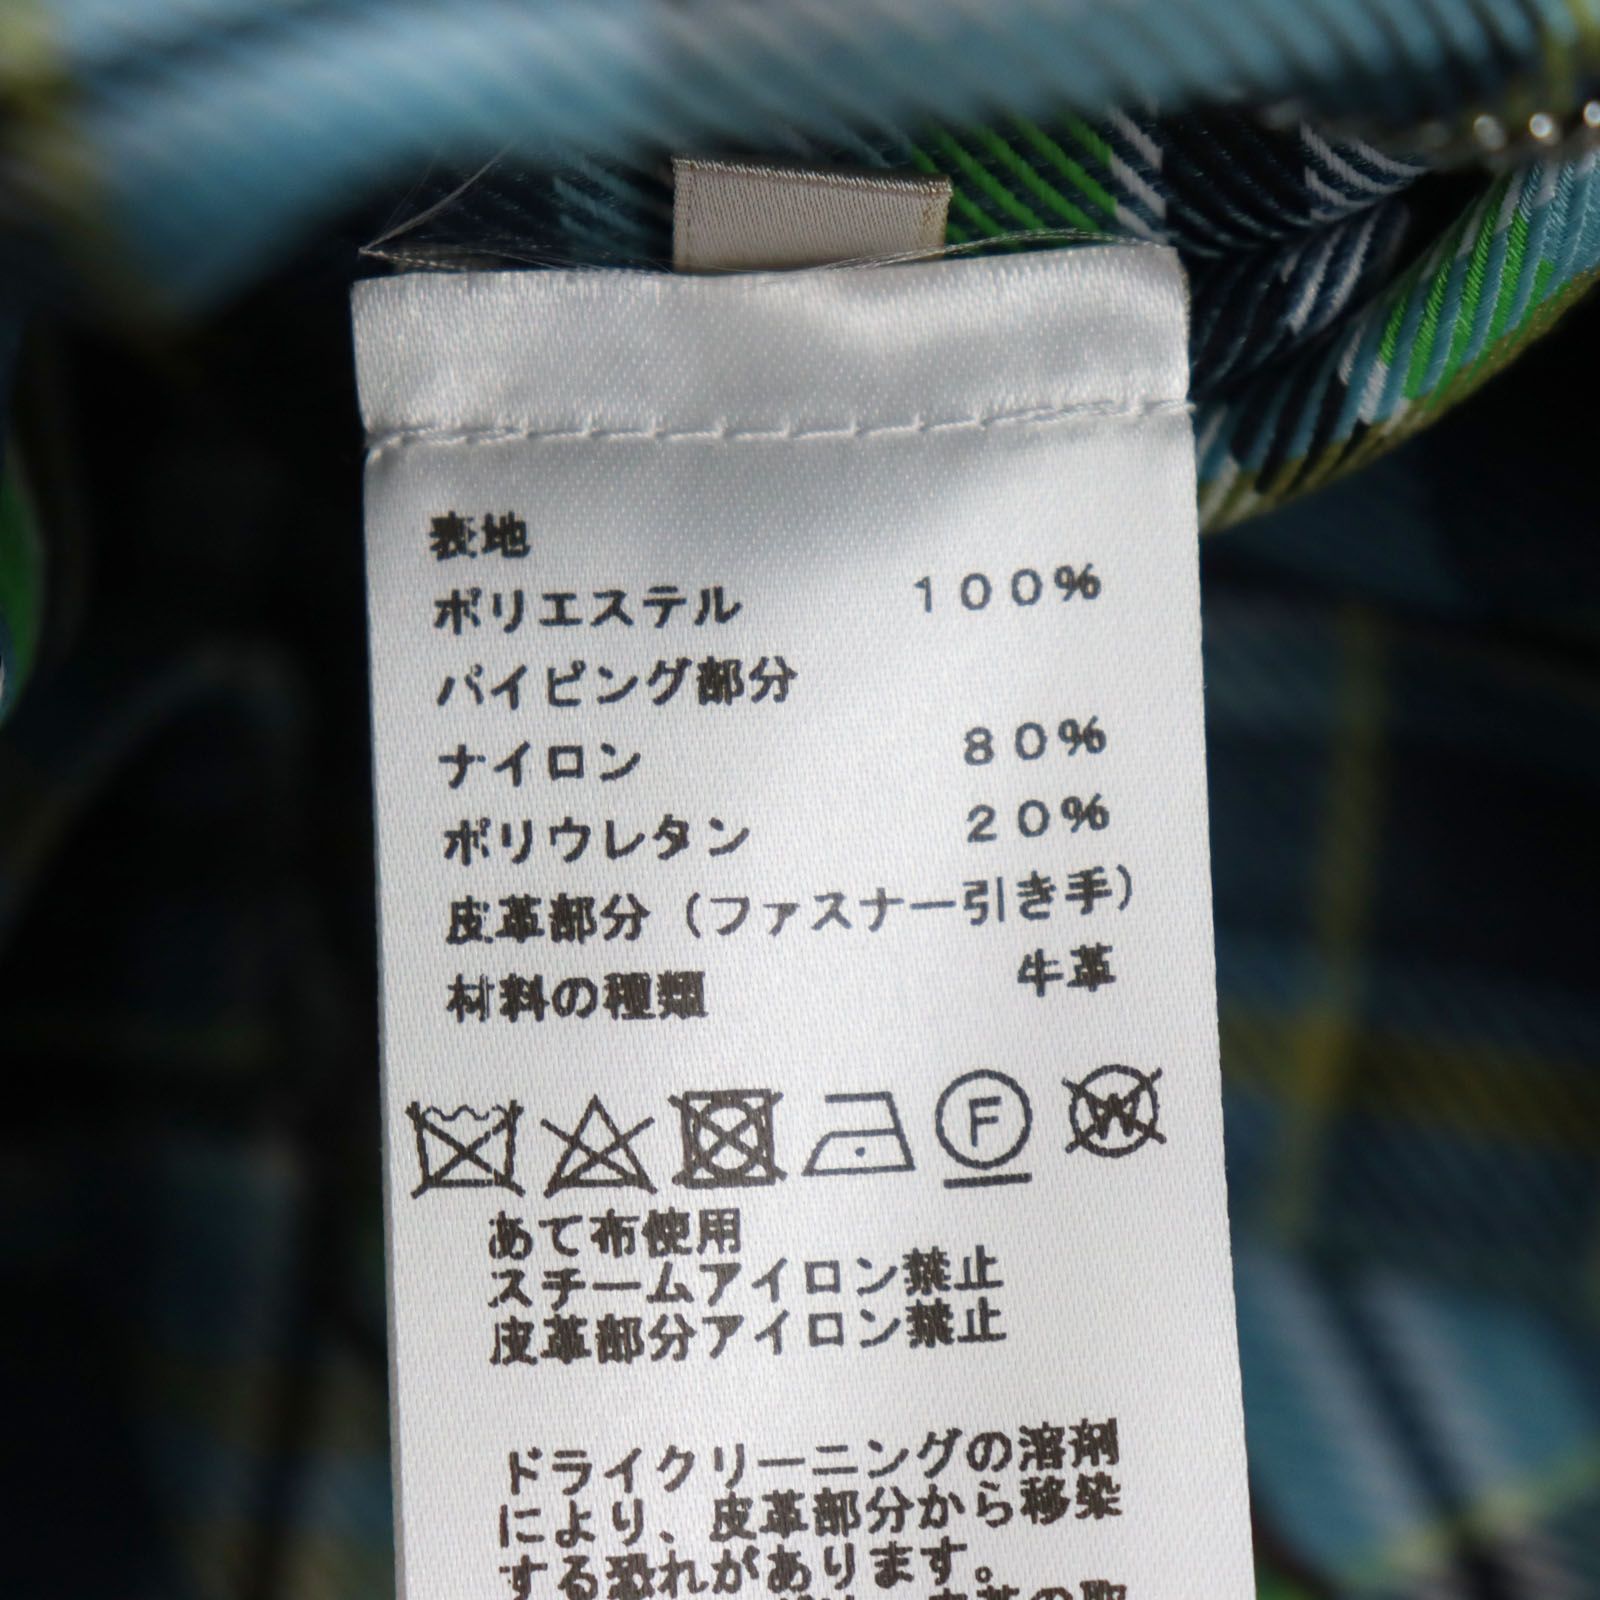 表地
ポリエステル 100%
パイピング部分
ナイロン 80%
ポリウレタン 20%
皮革部分（ファスナー引き手）
材料の種類 牛革
F W
あて布使用
スチームアイロン禁止
皮革部分アイロン禁止
ドライクリーニングの溶剤
により、皮革部分から移染
する恐れがあります。